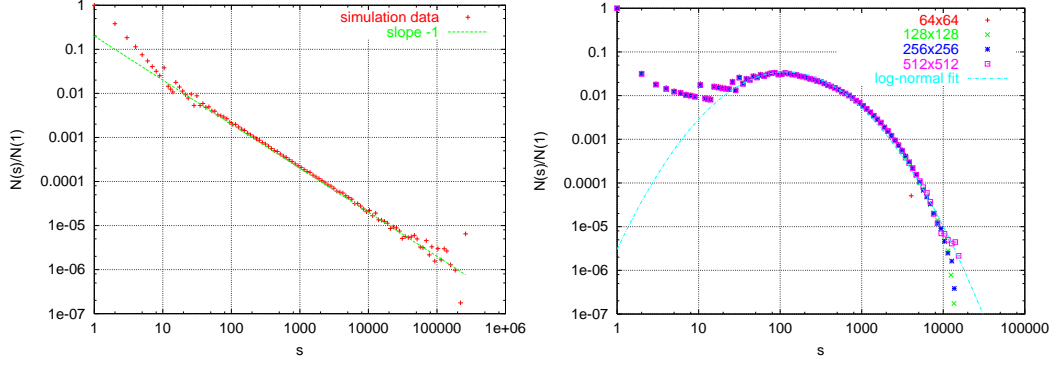 simulation data
slope -1
1
0.1
0.01
0.001
0.0001
1e-05
1e-06
1e-07
N(s)/N(1)
1 10 100 1000 10000 100000 1e+06
s
64x64
128x128
256x256
512x512
log-normal fit
1
0.1
0.01
0.001
0.0001
1e-05
1e-06
1e-07
N(s)/N(1)
1 10 100 1000 10000 100000
s